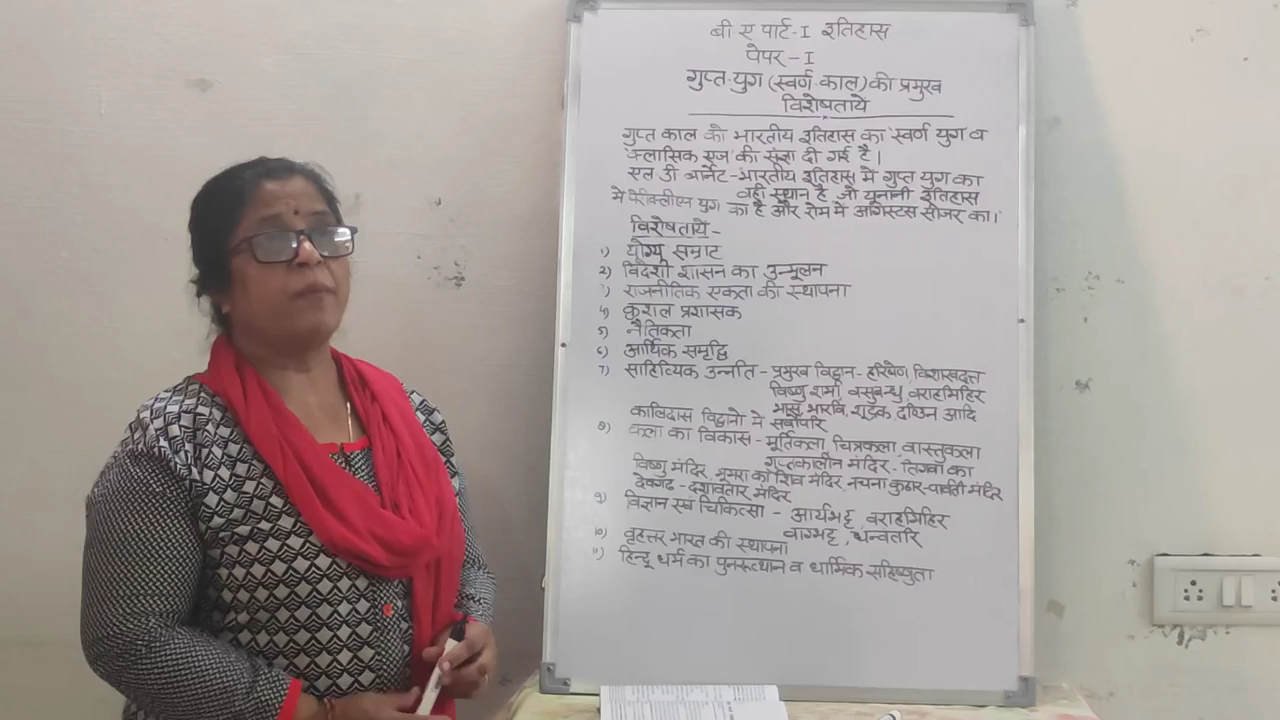 बी ए पार्ट-I इतिहास
पेपर-I
गुप्त-युग (स्वर्ण-काल) की प्रमुख
विशेषताये
गुप्त काल को भारतीय इतिहास का 'स्वर्ण युग' व
'क्लासिक एज' की संज्ञा दी गई है।
एल डी बार्नेट-भारतीय इतिहास मे गुप्त युग का
वही स्थान है, जो यूनानी इतिहास
मे पेरीक्लीएन युग का है और रोम में अगिस्टस सीजर का।'
विशेषताये-
1) योग्य सम्राट
2) विदेशी शासन का उन्मूलन
) राजनीतिक एकता की स्थापना
4) कुशल प्रशासक
5) नैतिकता
6) आर्थिक समृद्वि
7) साहित्यिक उन्नति - प्रमुख विद्वान- हरिषेण, विशाखदत्त
विष्णु शर्मा, वसुबन्धु, वराहमिहिर
भास, भारवि, शूद्रक, दण्डिन आदि
कालिदास विद्वानो मे सर्वोपरि
8) कला का विकास - मूर्तिकला, चित्रकला, वास्तुकला
गुप्तकालीन मंदिर- तिगवा का
विष्णु मंदिर, भूमरा का शिव मंदिर, नचना कुठार-पार्वती मंदिर
देवगढ - दशावतार मंदिर
9) विज्ञान एवं चिकित्सा - आर्यभट्ट, वराहमिहिर
वाग्भट्ट, धन्वतरि
10) वृहत्तर भारत की स्थापना
11) हिन्दू धर्म का पुनरूत्थान व धार्मिक सहिष्णुता